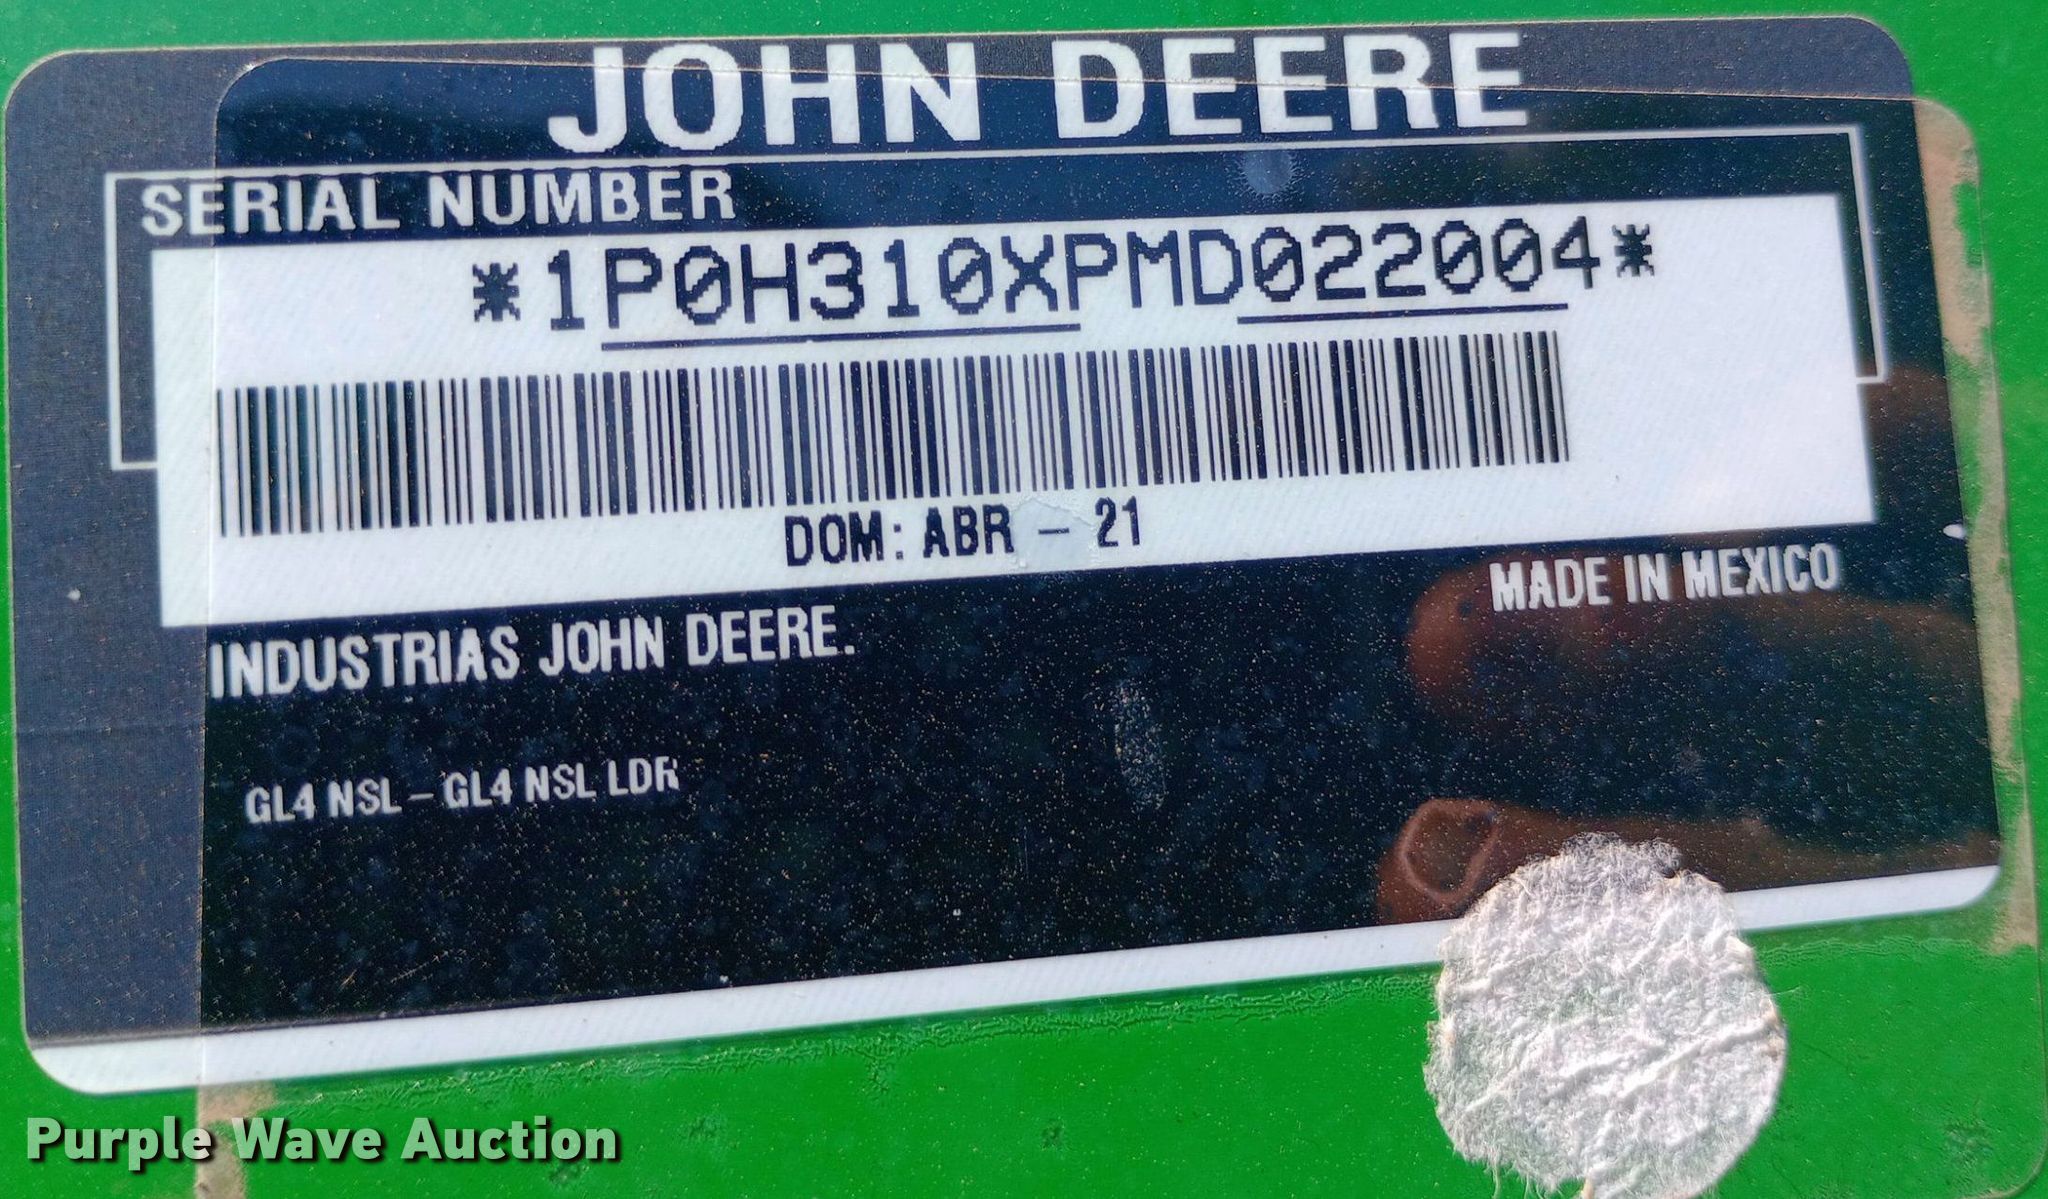 JOHN DEERE
SERIAL NUMBER
*1P0H310XPMD022004*
DOM: ABR - 21
MADE IN MEXICO
INDUSTRIAS JOHN DEERE.
GL4 NSL - GL4 NSL LDR
Purple Wave Auction